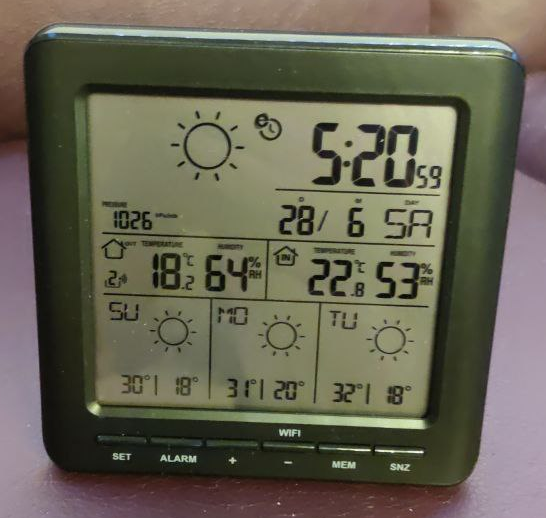 e
5:20 59
PRESSURE D M DAY
1026 hPa/mb 28/ 6 SA
OUT TEMPERATURE HUMIDITY IN TEMPERATURE HUMIDITY
2 18.2 °C 64% RH 22.8 °C 53% RH
SU MO TU
30°| 18° 31°| 20° 32°| 18°
WIFI
SET ALARM + − MEM SNZ